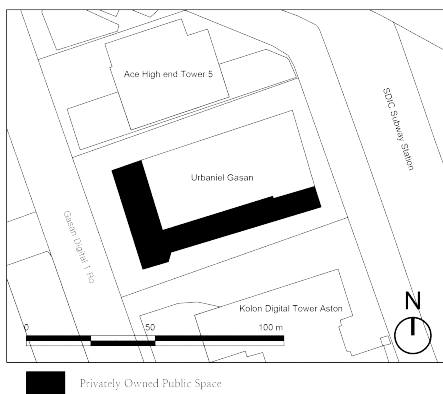 Ace High end Tower 5
SDIC Subway Station
Urbaniel Gasan
Gasan Digital 1 Ro
Kolon Digital Tower Aston
N
0 50 100 m
Privately Owned Public Space